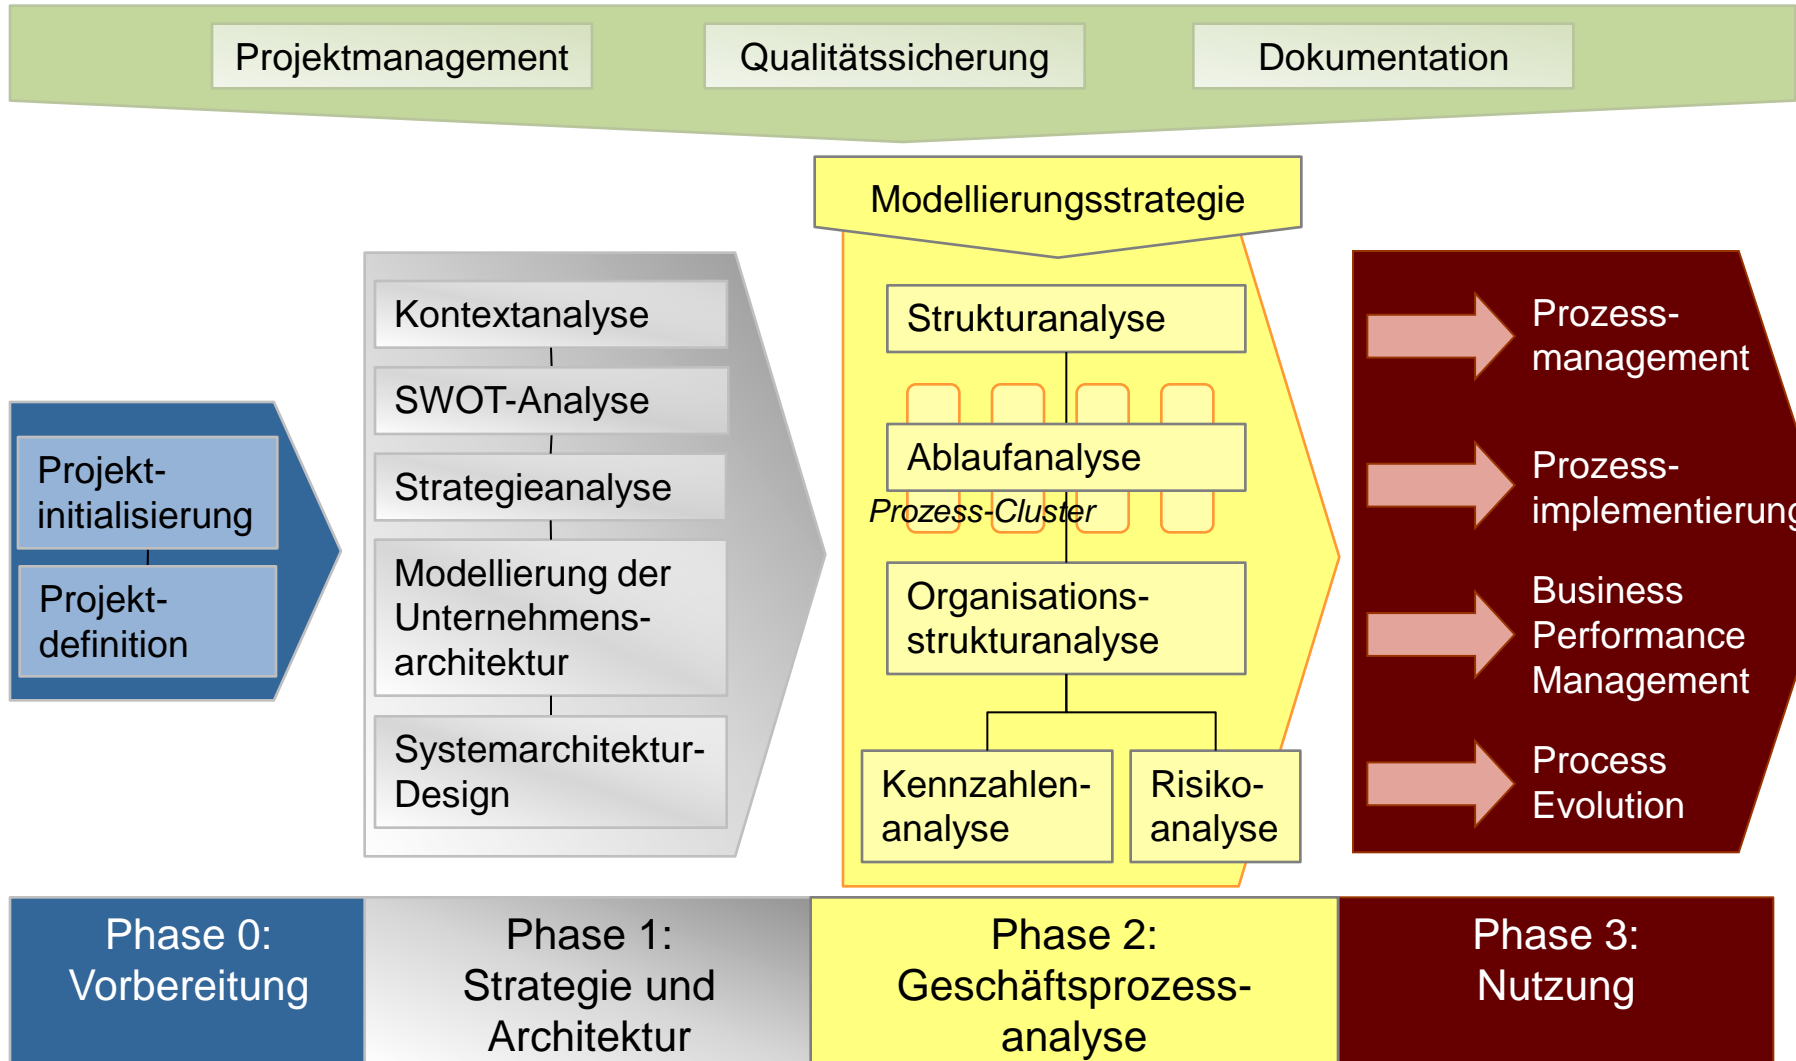 Projektmanagement
Qualitätssicherung
Dokumentation
Modellierungsstrategie
Projekt-
initialisierung
Projekt-
definition
Kontextanalyse
SWOT-Analyse
Strategieanalyse
Modellierung der
Unternehmens-
architektur
Systemarchitektur-
Design
Strukturanalyse
Ablaufanalyse
Prozess-Cluster
Organisations-
strukturanalyse
Kennzahlen-
analyse
Risiko-
analyse
Prozess-
management
Prozess-
implementierung
Business
Performance
Management
Process
Evolution
Phase 0:
Vorbereitung
Phase 1:
Strategie und
Architektur
Phase 2:
Geschäftsprozess-
analyse
Phase 3:
Nutzung